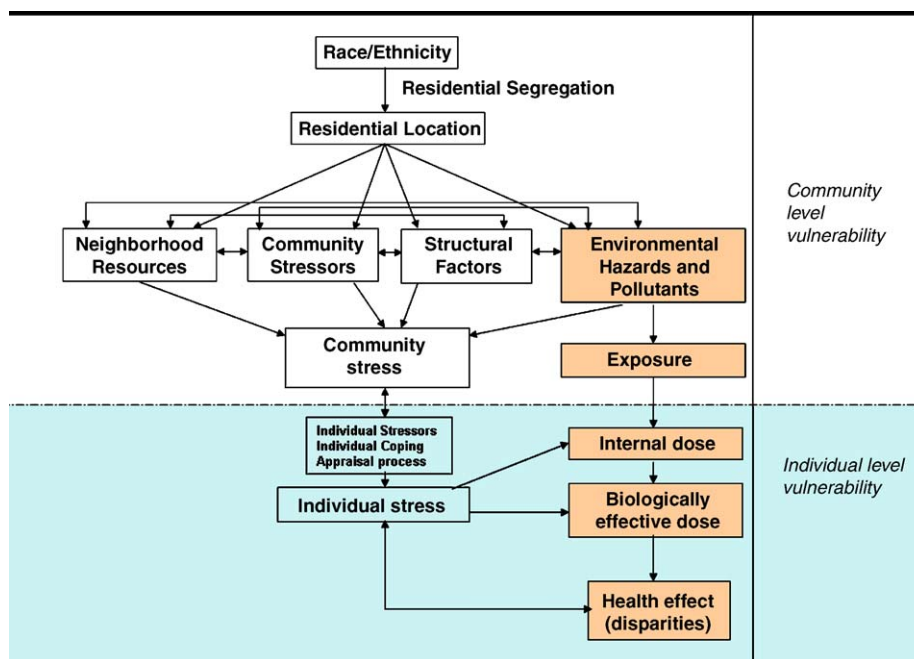 Race/Ethnicity
Residential Segregation
Residential Location
Community
level
vulnerability
Neighborhood
Resources
Community
Stressors
Structural
Factors
Environmental
Hazards and
Pollutants
Community
stress
Exposure
Individual Stressors
Individual Coping
Appraisal process
Internal dose
Individual level
vulnerability
Individual stress
Biologically
effective dose
Health effect
(disparities)